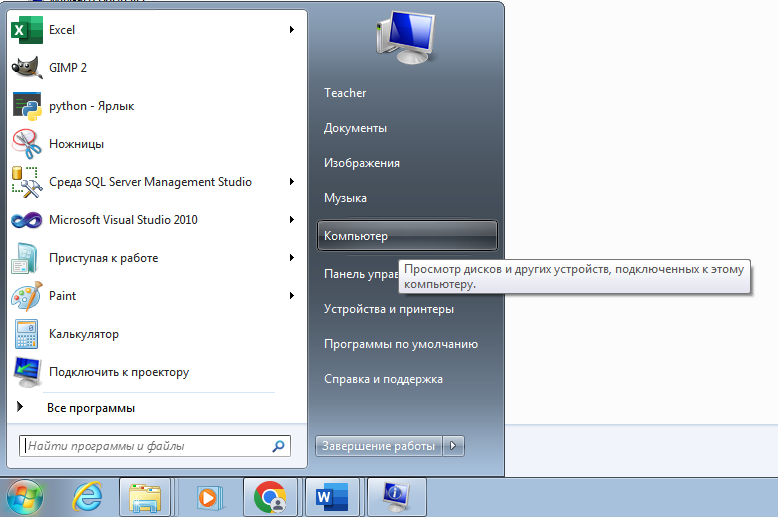 Excel
GIMP 2
python - Ярлык
Ножницы
Среда SQL Server Management Studio
Microsoft Visual Studio 2010
Приступая к работе
Paint
Калькулятор
Подключить к проектору
Все программы
Найти программы и файлы
Teacher
Документы
Изображения
Музыка
Компьютер
Просмотр дисков и других устройств, подключенных к этому
компьютеру.
Панель управ
Устройства и принтеры
Программы по умолчанию
Справка и поддержка
Завершение работы